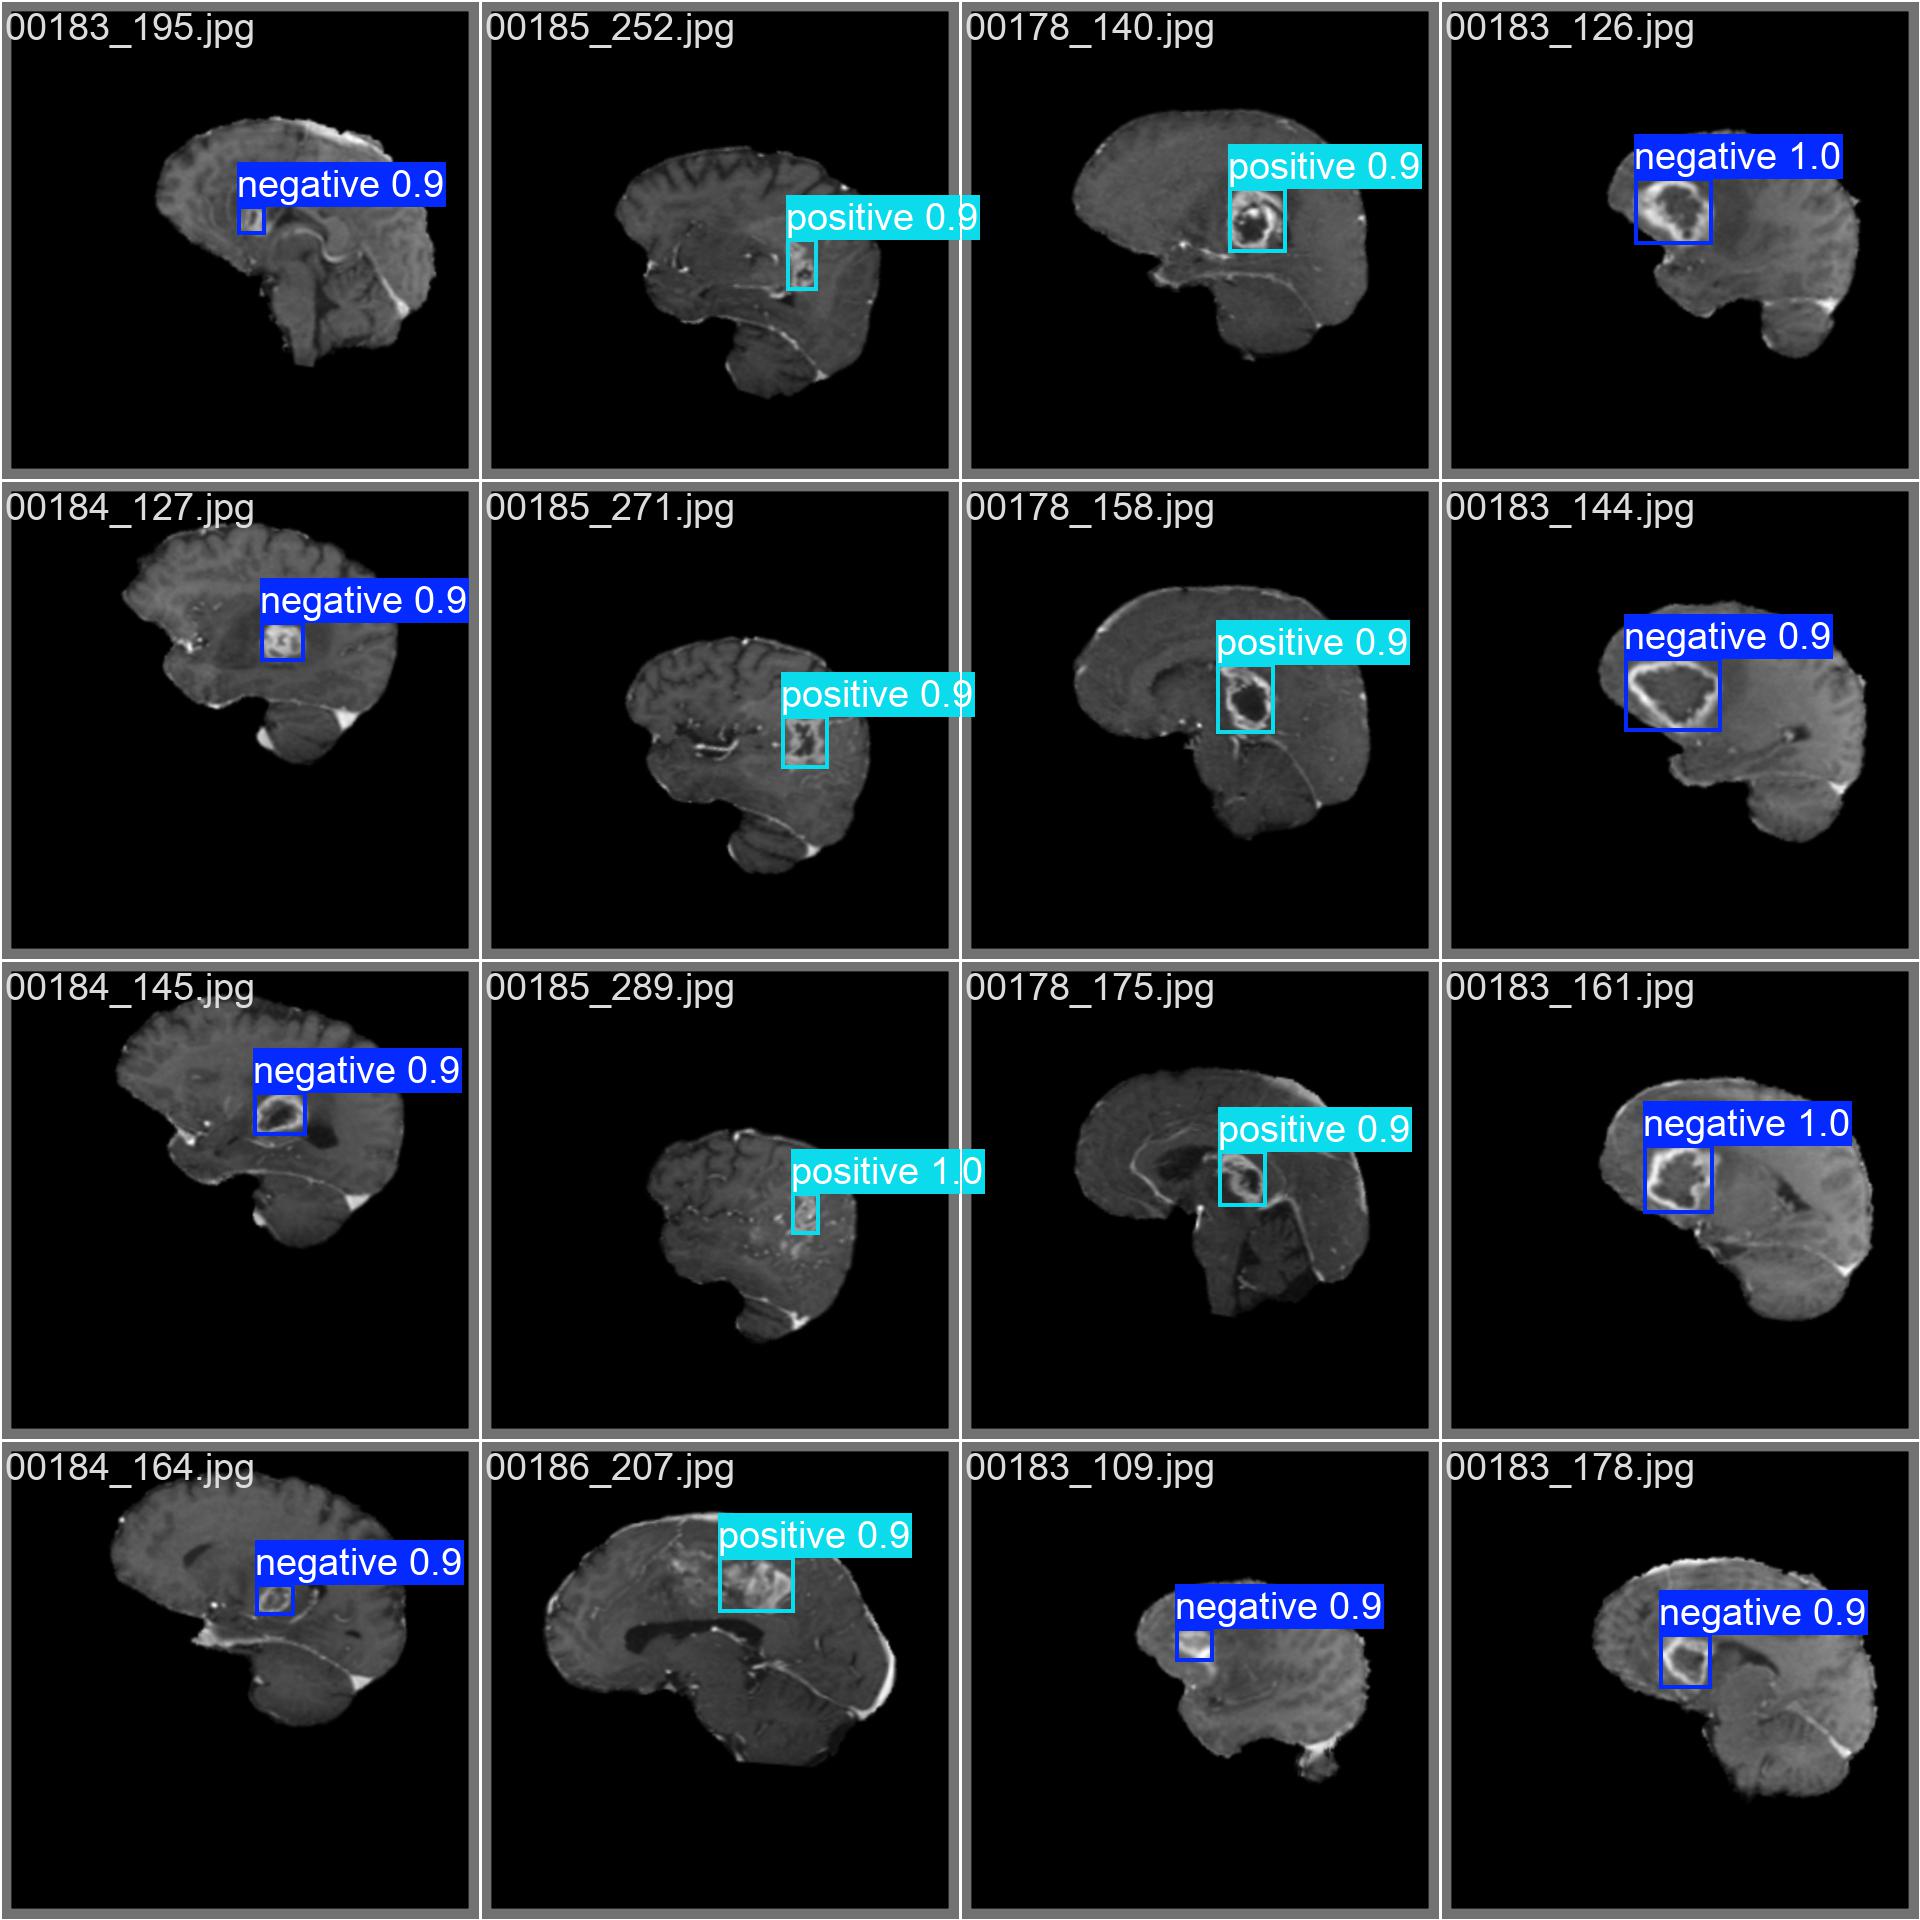 00183_195.jpg
negative 0.9
00185_252.jpg
positive 0.9
00178_140.jpg
positive 0.9
00183_126.jpg
negative 1.0
00184_127.jpg
negative 0.9
00185_271.jpg
positive 0.9
00178_158.jpg
positive 0.9
00183_144.jpg
negative 0.9
00184_145.jpg
negative 0.9
00185_289.jpg
positive 1.0
00178_175.jpg
positive 0.9
00183_161.jpg
negative 1.0
00184_164.jpg
negative 0.9
00186_207.jpg
positive 0.9
00183_109.jpg
negative 0.9
00183_178.jpg
negative 0.9